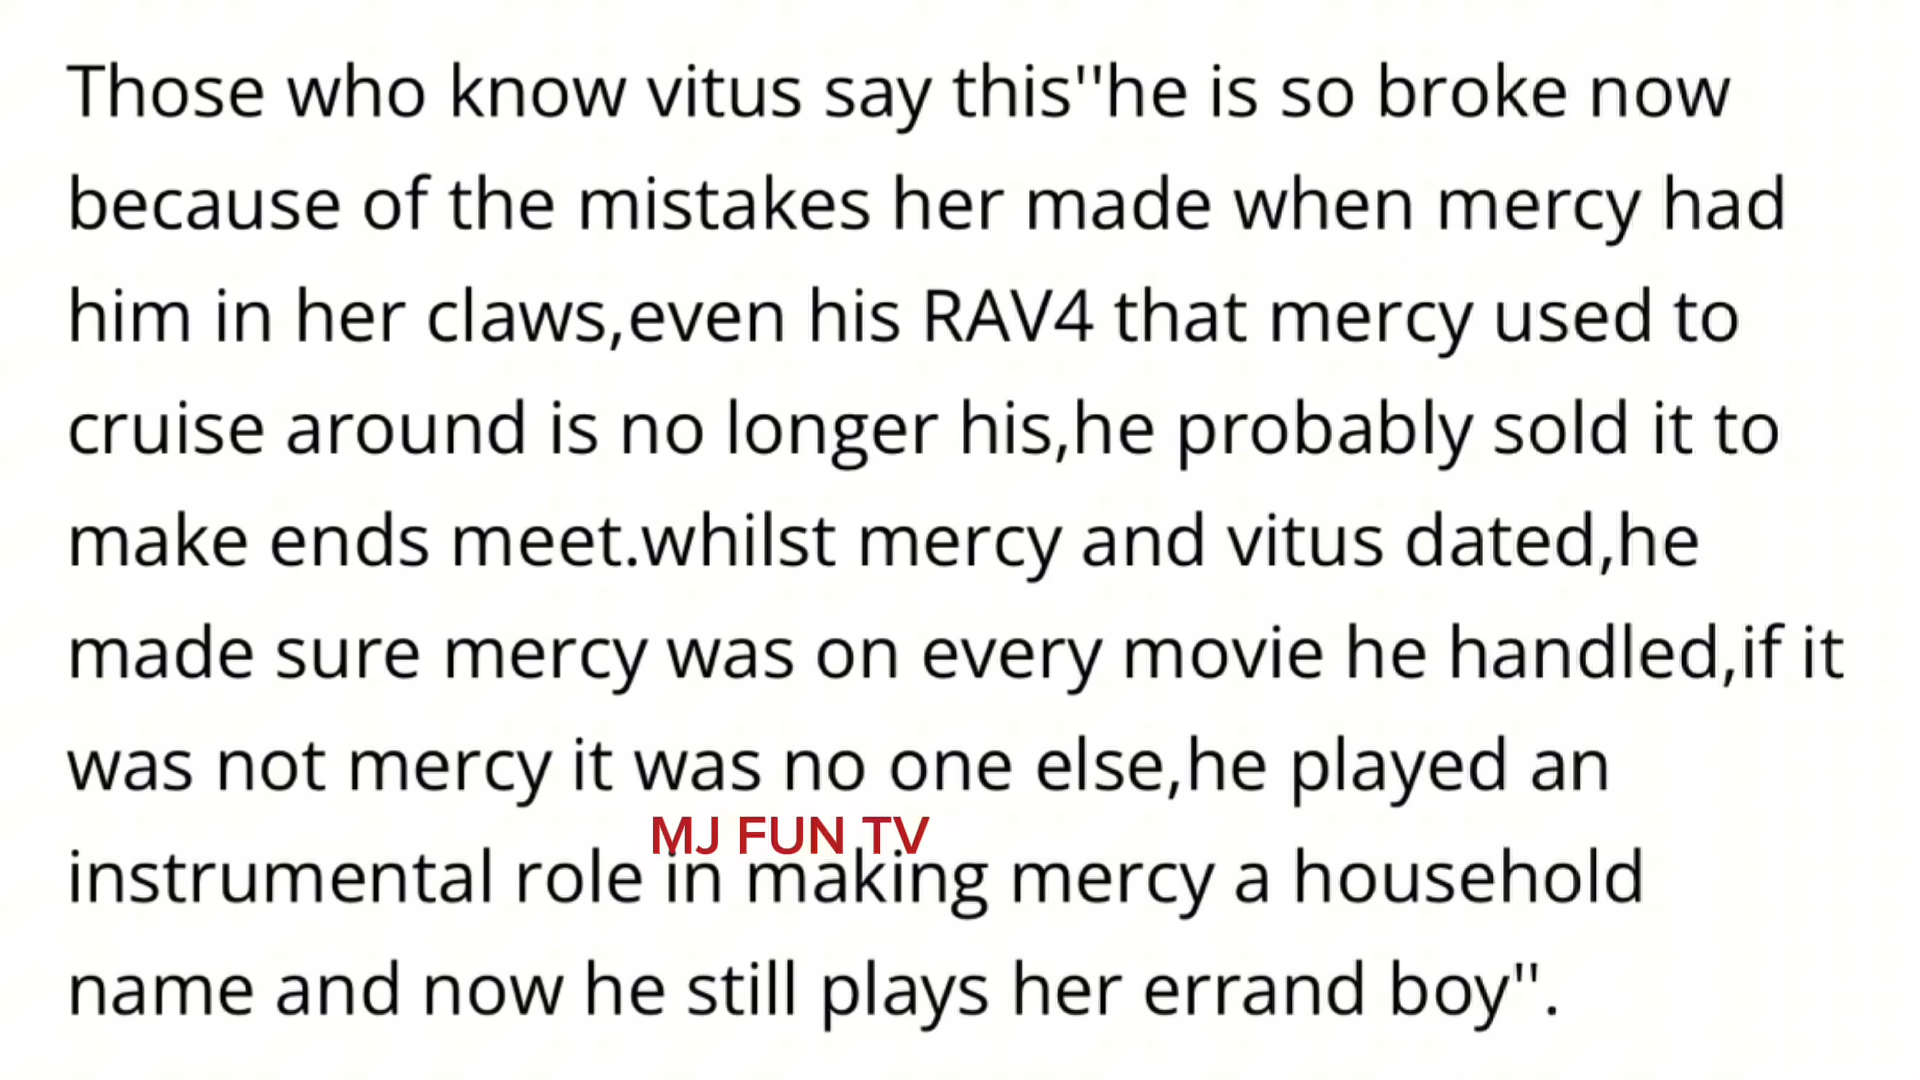 Those who know vitus say this''he is so broke now
because of the mistakes her made when mercy had
him in her claws,even his RAV4 that mercy used to
cruise around is no longer his,he probably sold it to
make ends meet.whilst mercy and vitus dated,he
made sure mercy was on every movie he handled,if it
was not mercy it was no one else,he played an
MJ FUN TV
instrumental role in making mercy a household
name and now he still plays her errand boy''.